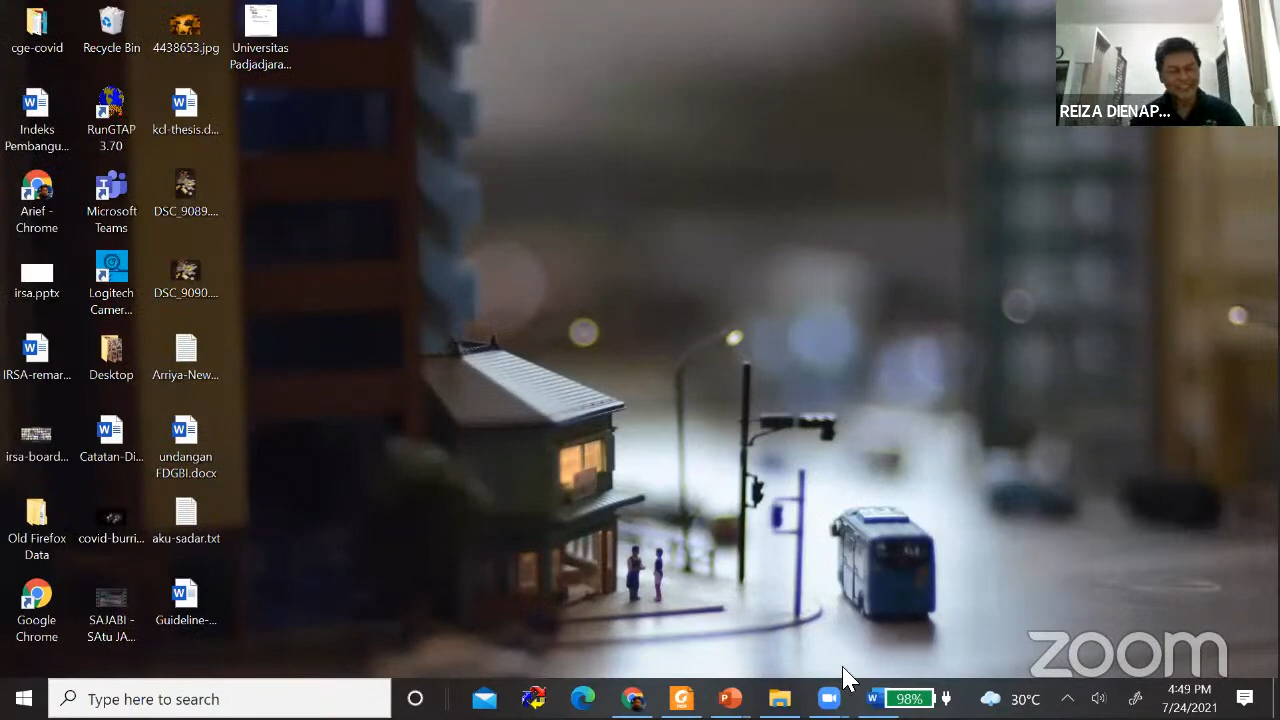 cge-covid
Recycle Bin
4438653.jpg
Universitas
Padjadjara...
Indeks
Pembangu...
RunGTAP
3.70
kcl-thesis.d...
Arief -
Chrome
Microsoft
Teams
DSC_9089....
irsa.pptx
Logitech
Camer...
DSC_9090....
IRSA-remar...
Desktop
Arriya-New...
irsa-board...
Catatan-Di...
undangan
FDGBI.docx
Old Firefox
Data
covid-burri...
aku-sadar.txt
Google
Chrome
SAJABI -
SAtu JA...
Guideline-...
REIZA DIENAP...
zoom
Type here to search
98%
30°C
4:49 PM
7/24/2021